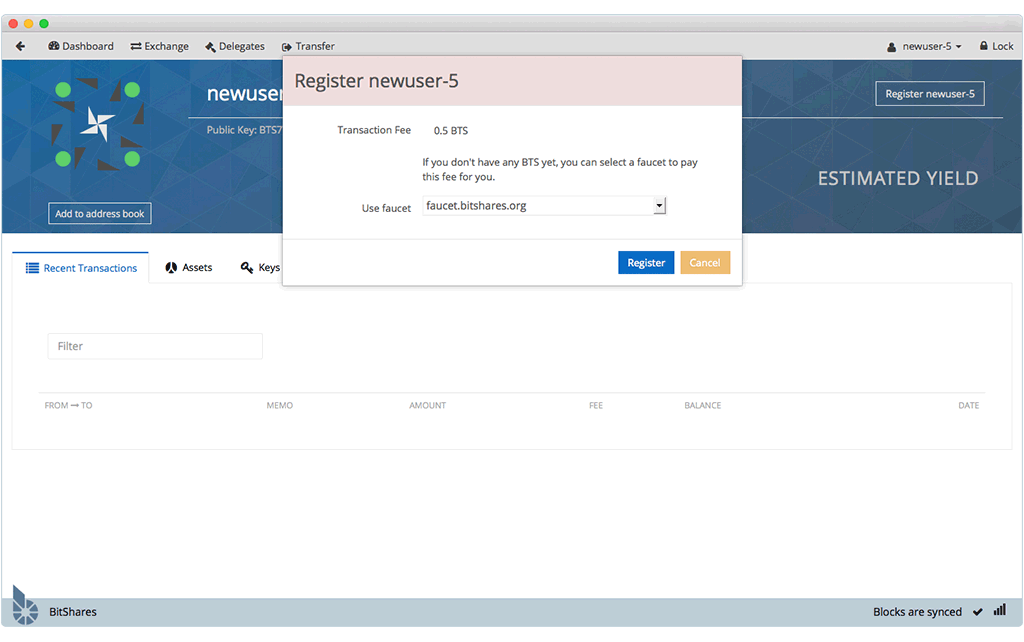 Dashboard Exchange Delegates Transfer newuser-5 Lock
Register newuser-5
newuser
Register newuser-5
Public Key: BTS7
Transaction Fee 0.5 BTS
If you don't have any BTS yet, you can select a faucet to pay
this fee for you.
ESTIMATED YIELD
Use faucet faucet.bitshares.org
Add to address book
Register Cancel
Recent Transactions Assets Keys
Filter
FROM ➞ TO MEMO AMOUNT FEE BALANCE DATE
BitShares Blocks are synced